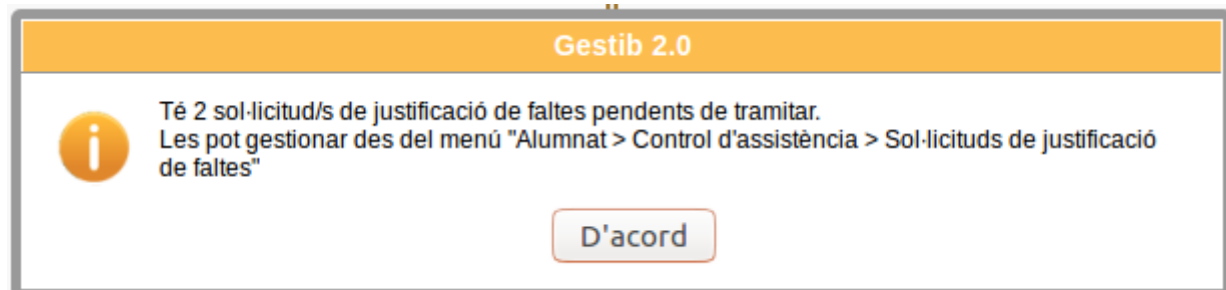 Gestib 2.0
Té 2 sol·licitud/s de justificació de faltes pendents de tramitar.
Les pot gestionar des del menú "Alumnat > Control d'assistència > Sol·licituds de justificació
de faltes"
D'acord